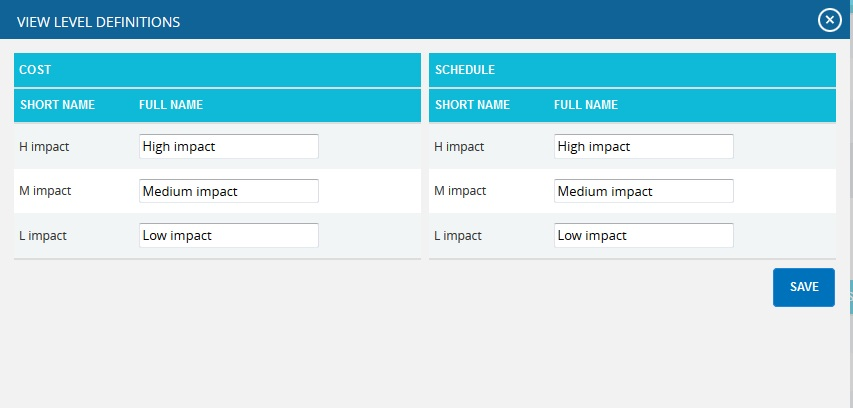 VIEW LEVEL DEFINITIONS
COST
SHORT NAME FULL NAME
H impact High impact
M impact Medium impact
L impact Low impact
SCHEDULE
SHORT NAME FULL NAME
H impact High impact
M impact Medium impact
L impact Low impact
SAVE